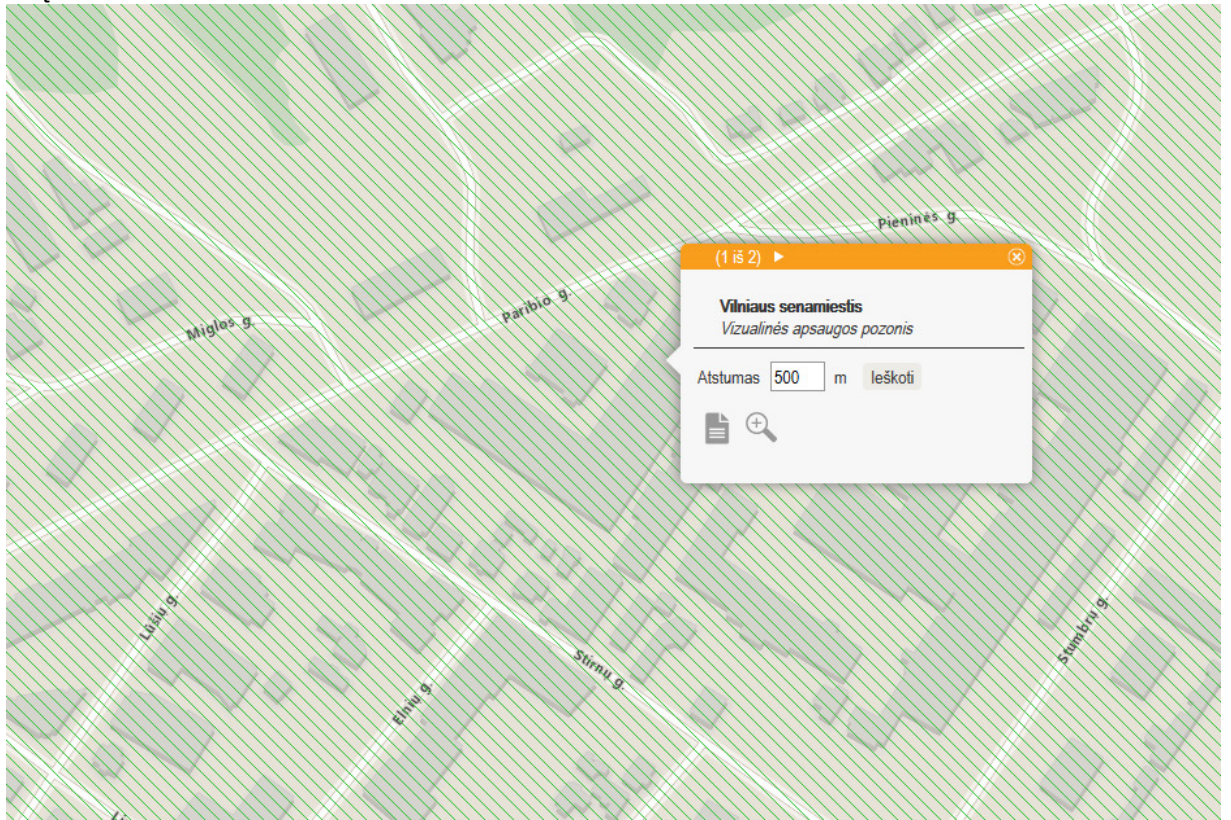 Pieninės g.
(1 iš 2)
Vilniaus senamiestis
Vizualinės apsaugos pozonis
Atstumas 500 m Ieškoti
Paribio g.
Miglos g.
Lūšių g.
Stumbrų g.
Stirnų g.
Elnių g.